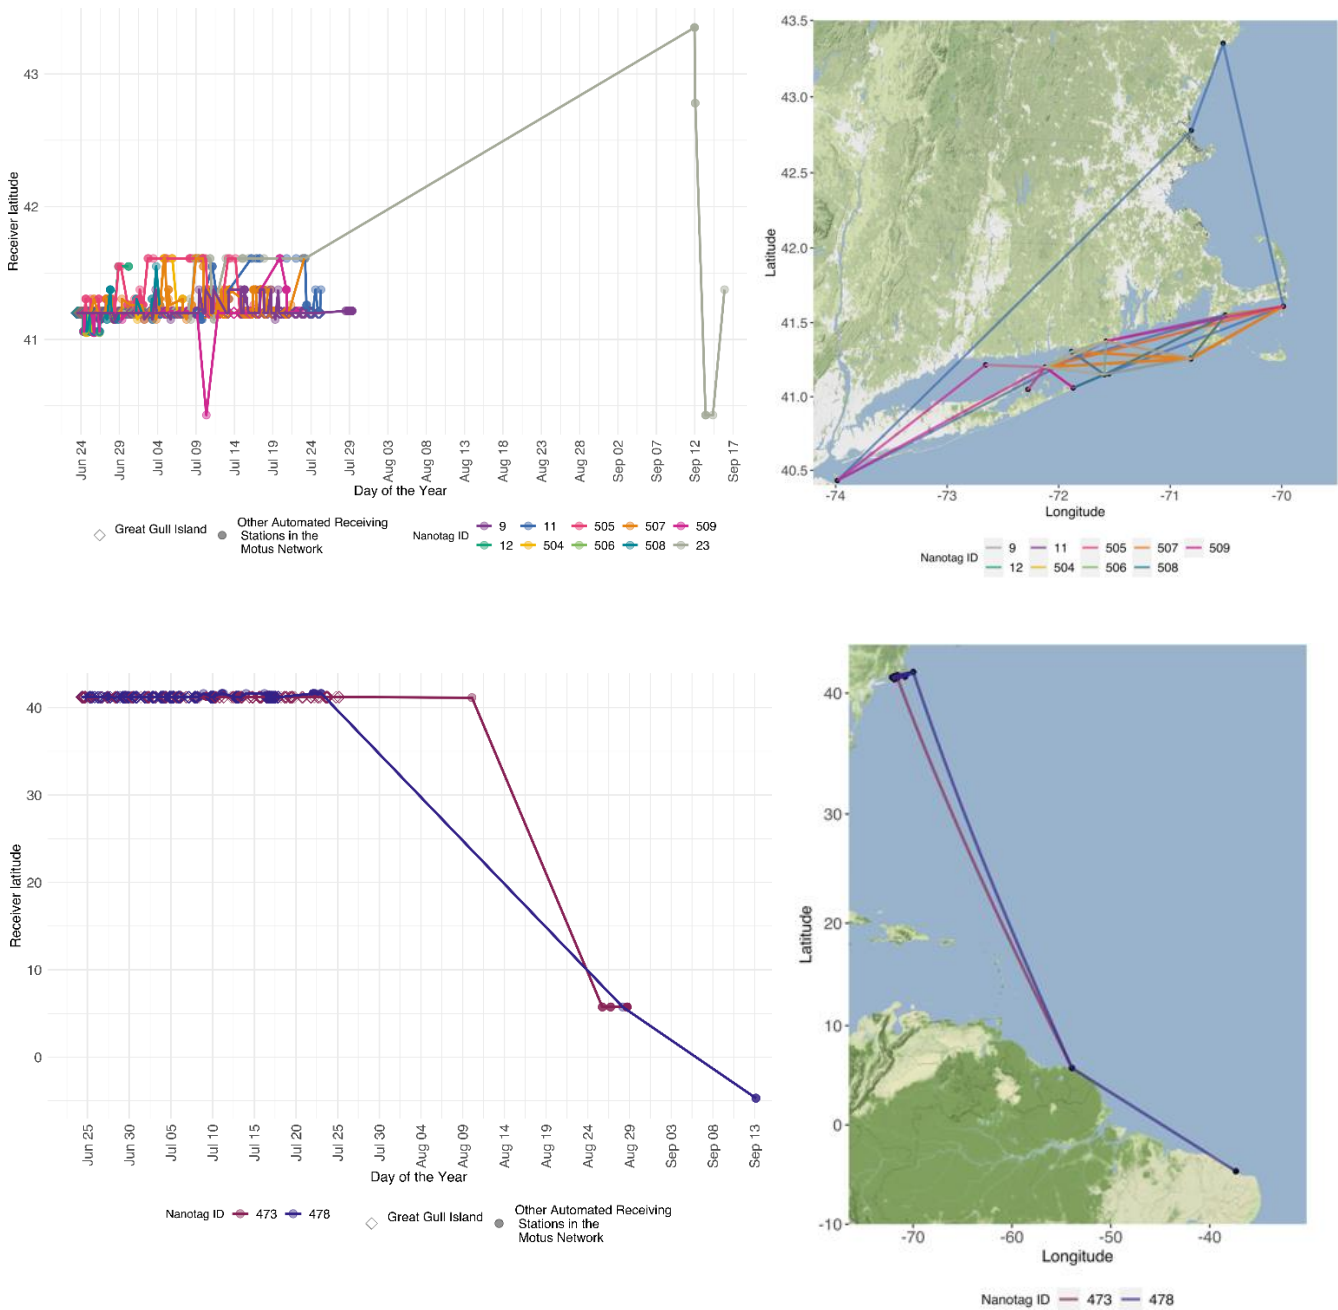 43
42
41
Receiver latitude
Jun 24
Jun 29
Jul 04
Jul 09
Jul 14
Jul 19
Jul 24
Jul 29
Aug 03
Aug 08
Aug 13
Aug 18
Aug 23
Aug 28
Sep 02
Sep 07
Sep 12
Sep 17
Day of the Year
Great Gull Island
Other Automated Receiving
Stations in the
Motus Network
Nanotag ID
9 11 505 507 509
12 504 506 508 23
43.5
43.0
42.5
42.0
41.5
41.0
40.5
Latitude
-74 -73 -72 -71 -70
Longitude
Nanotag ID
9 11 505 507 509
12 504 506 508
40
30
20
10
0
Receiver latitude
Jun 25
Jun 30
Jul 05
Jul 10
Jul 15
Jul 20
Jul 25
Jul 30
Aug 04
Aug 09
Aug 14
Aug 19
Aug 24
Aug 29
Sep 03
Sep 08
Sep 13
Day of the Year
Nanotag ID 473 478
Great Gull Island
Other Automated Receiving
Stations in the
Motus Network
40
30
20
10
0
-10
Latitude
-70 -60 -50 -40
Longitude
Nanotag ID 473 478